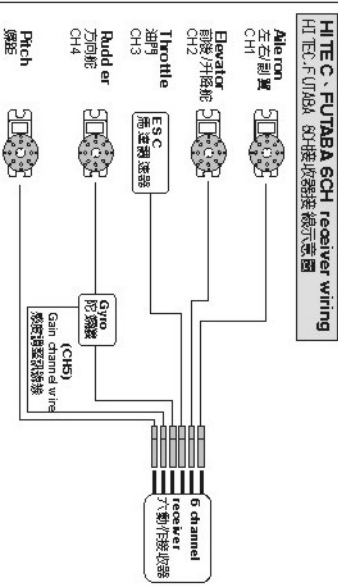 HITEC、FUTABA 6CH receiver wiring
HITEC、FUTABA 6CH接收器接線示意圖
Aileron
左右副翼
CH1
Elevator
前後/升降舵
CH2
Throttle
油門
CH3
ESC
馬達調速器
Rudder
方向舵
CH4
Gyro
陀螺儀
(CH5)
Gain channel wire
感度調整訊號線
Pitch
螺距
6 channel
receiver
六動作接收器